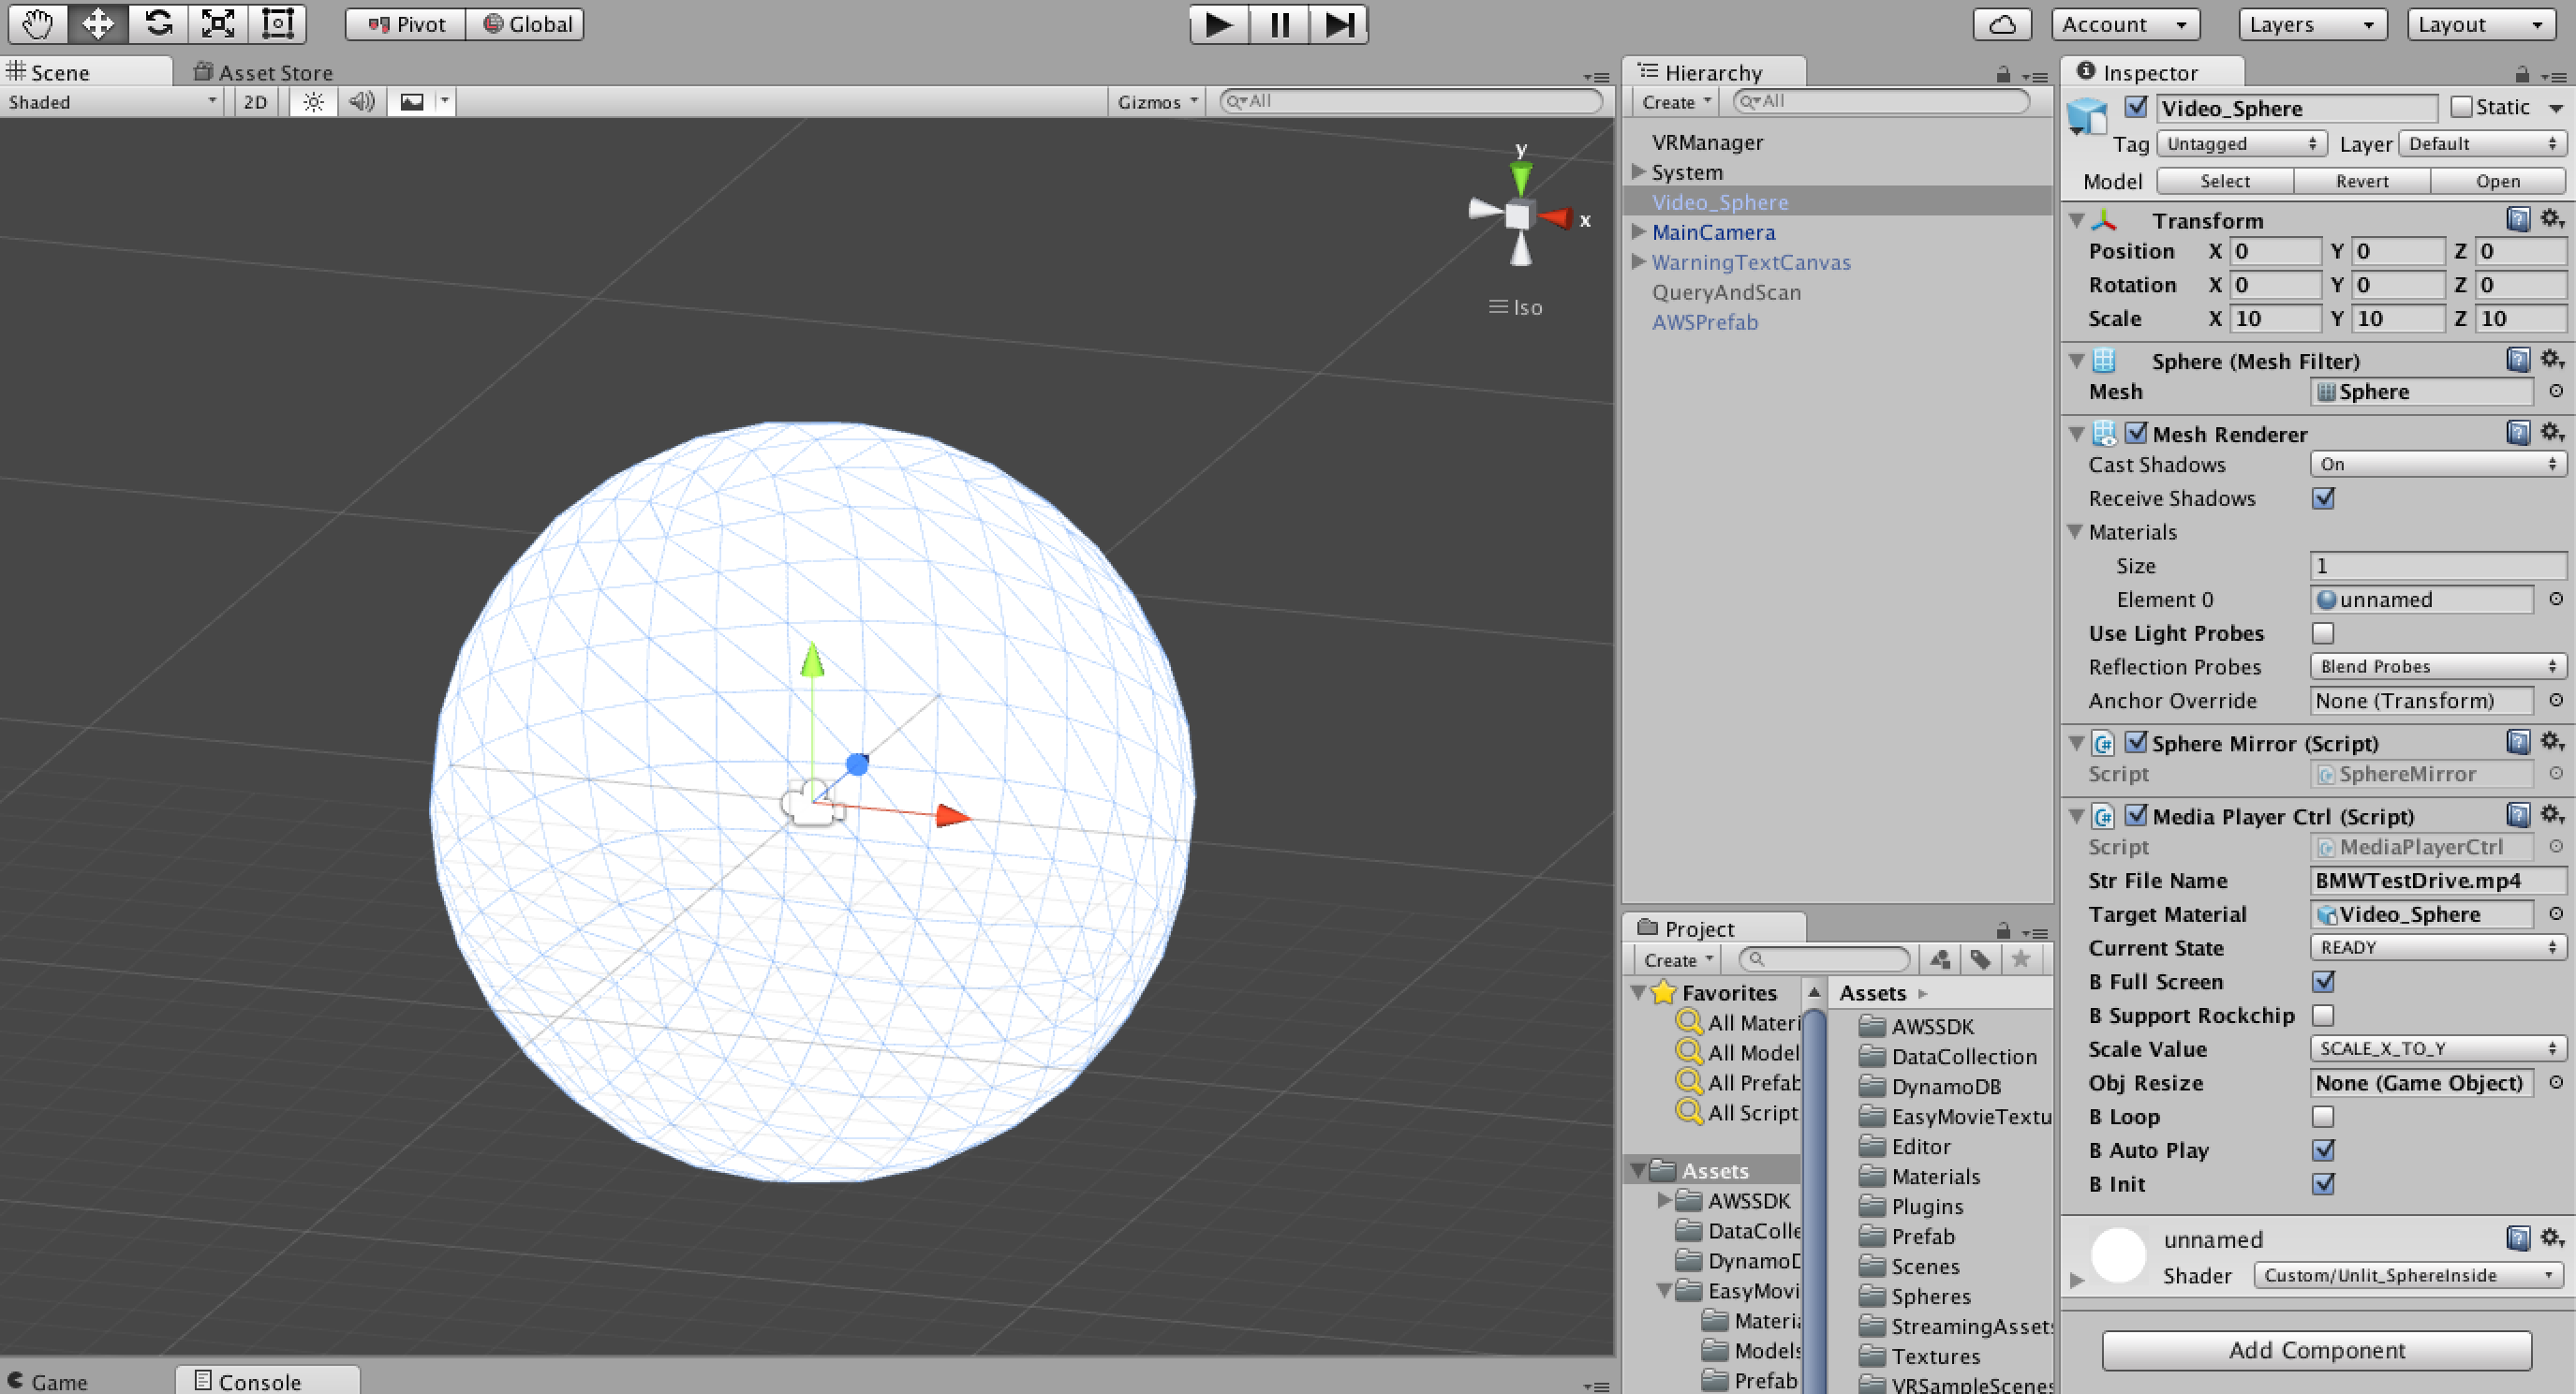 Pivot Global Account Layers Layout
Scene Asset Store
Shaded 2D Gizmos All
y
x
Iso
Game Console
Hierarchy
Create All
VRManager
System
Video_Sphere
MainCamera
WarningTextCanvas
QueryAndScan
AWSPrefab
Project
Create
Favorites
All Materi
All Model
All Prefab
All Script
Assets
AWSSDK
DataColle
DynamoD
EasyMovi
Materia
Models
Prefab
Assets
AWSSDK
DataCollection
DynamoDB
EasyMovieTextu
Editor
Materials
Plugins
Prefab
Scenes
Spheres
StreamingAssets
Textures
VRSampleScenes
Inspector
Video_Sphere Static
Tag Untagged Layer Default
Model Select Revert Open
Transform
Position X 0 Y 0 Z 0
Rotation X 0 Y 0 Z 0
Scale X 10 Y 10 Z 10
Sphere (Mesh Filter)
Mesh Sphere
Mesh Renderer
Cast Shadows On
Receive Shadows
Materials
Size 1
Element 0 unnamed
Use Light Probes
Reflection Probes Blend Probes
Anchor Override None (Transform)
Sphere Mirror (Script)
Script SphereMirror
Media Player Ctrl (Script)
Script MediaPlayerCtrl
Str File Name BMWTestDrive.mp4
Target Material Video_Sphere
Current State READY
B Full Screen
B Support Rockchip
Scale Value SCALE_X_TO_Y
Obj Resize None (Game Object)
B Loop
B Auto Play
B Init
unnamed
Shader Custom/Unlit_SphereInside
Add Component